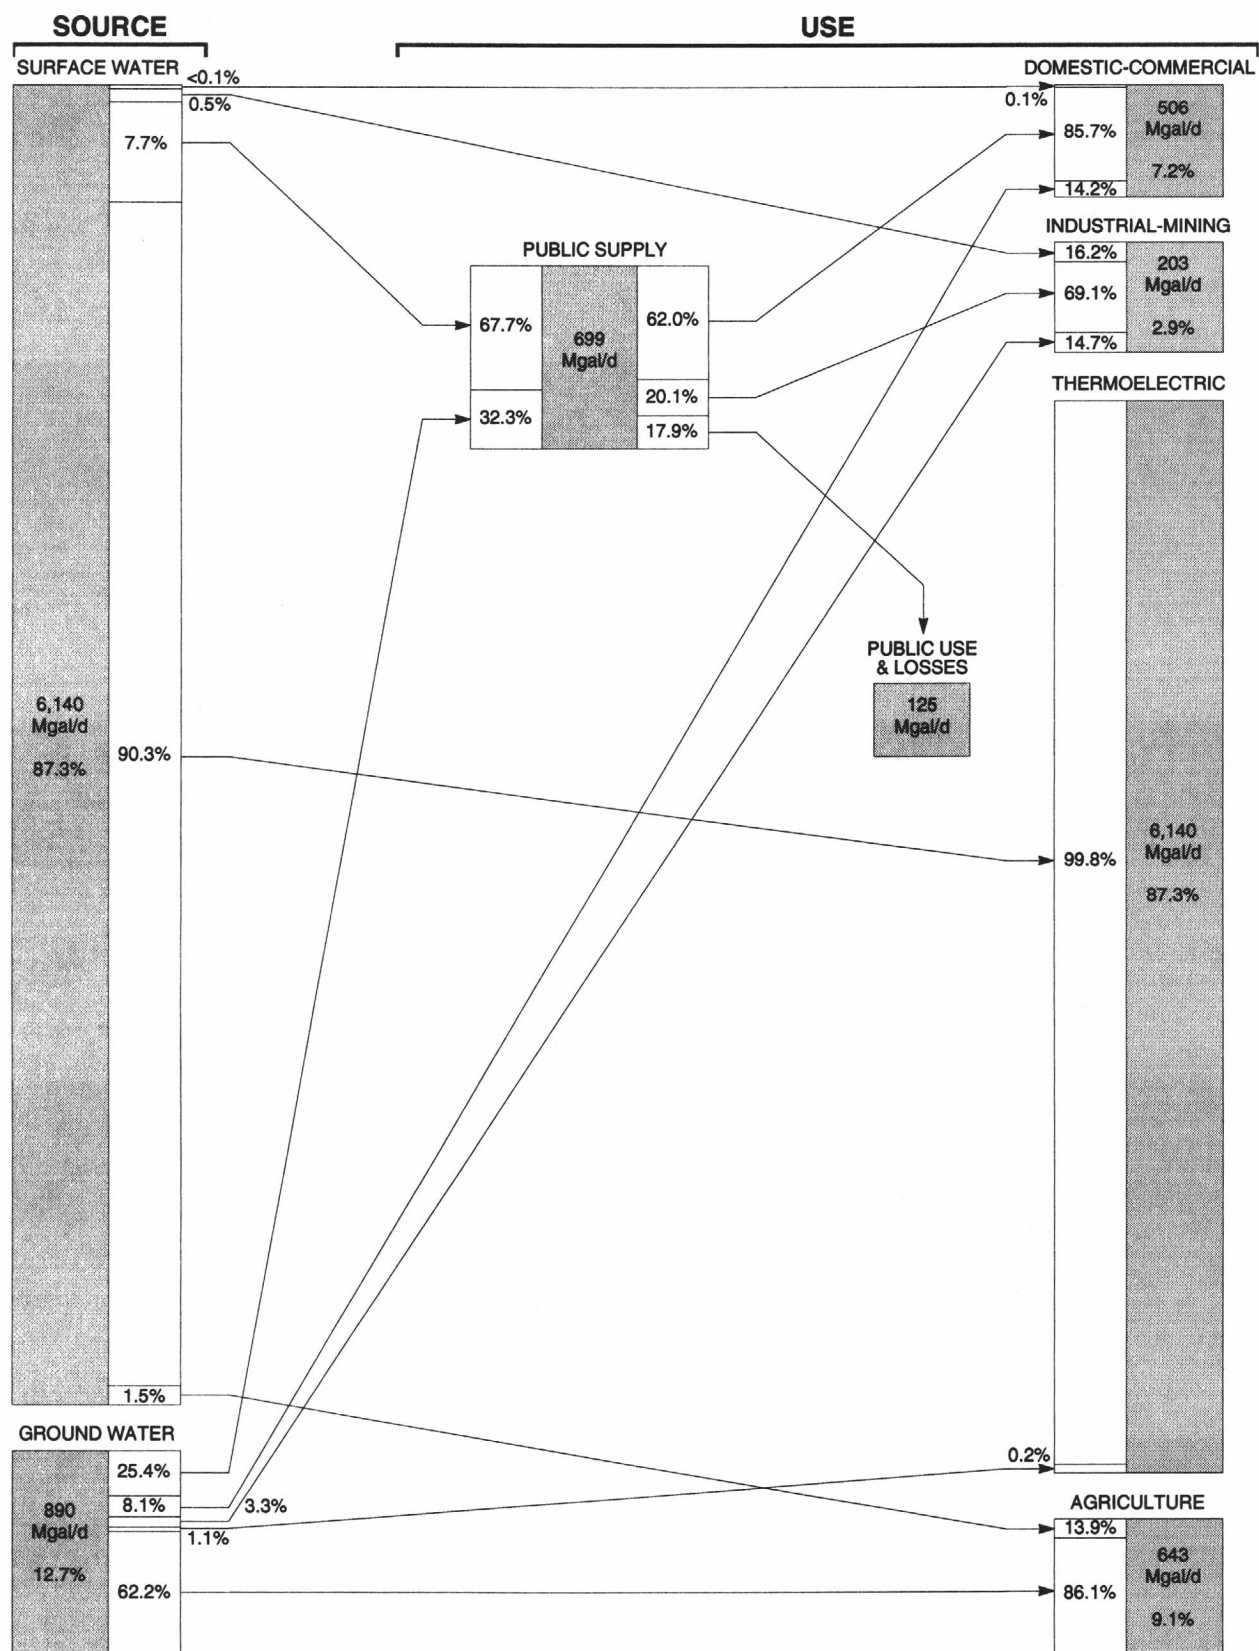 SOURCE
USE
SURFACE WATER
<0.1%
0.5%
7.7%
6,140
Mgal/d
87.3%
90.3%
1.5%
GROUND WATER
25.4%
8.1%
3.3%
1.1%
890
Mgal/d
12.7%
62.2%
PUBLIC SUPPLY
67.7%
32.3%
699
Mgal/d
62.0%
20.1%
17.9%
PUBLIC USE
& LOSSES
125
Mgal/d
DOMESTIC-COMMERCIAL
0.1%
85.7%
14.2%
506
Mgal/d
7.2%
INDUSTRIAL-MINING
16.2%
69.1%
14.7%
203
Mgal/d
2.9%
THERMOELECTRIC
99.8%
0.2%
6,140
Mgal/d
87.3%
AGRICULTURE
13.9%
86.1%
643
Mgal/d
9.1%